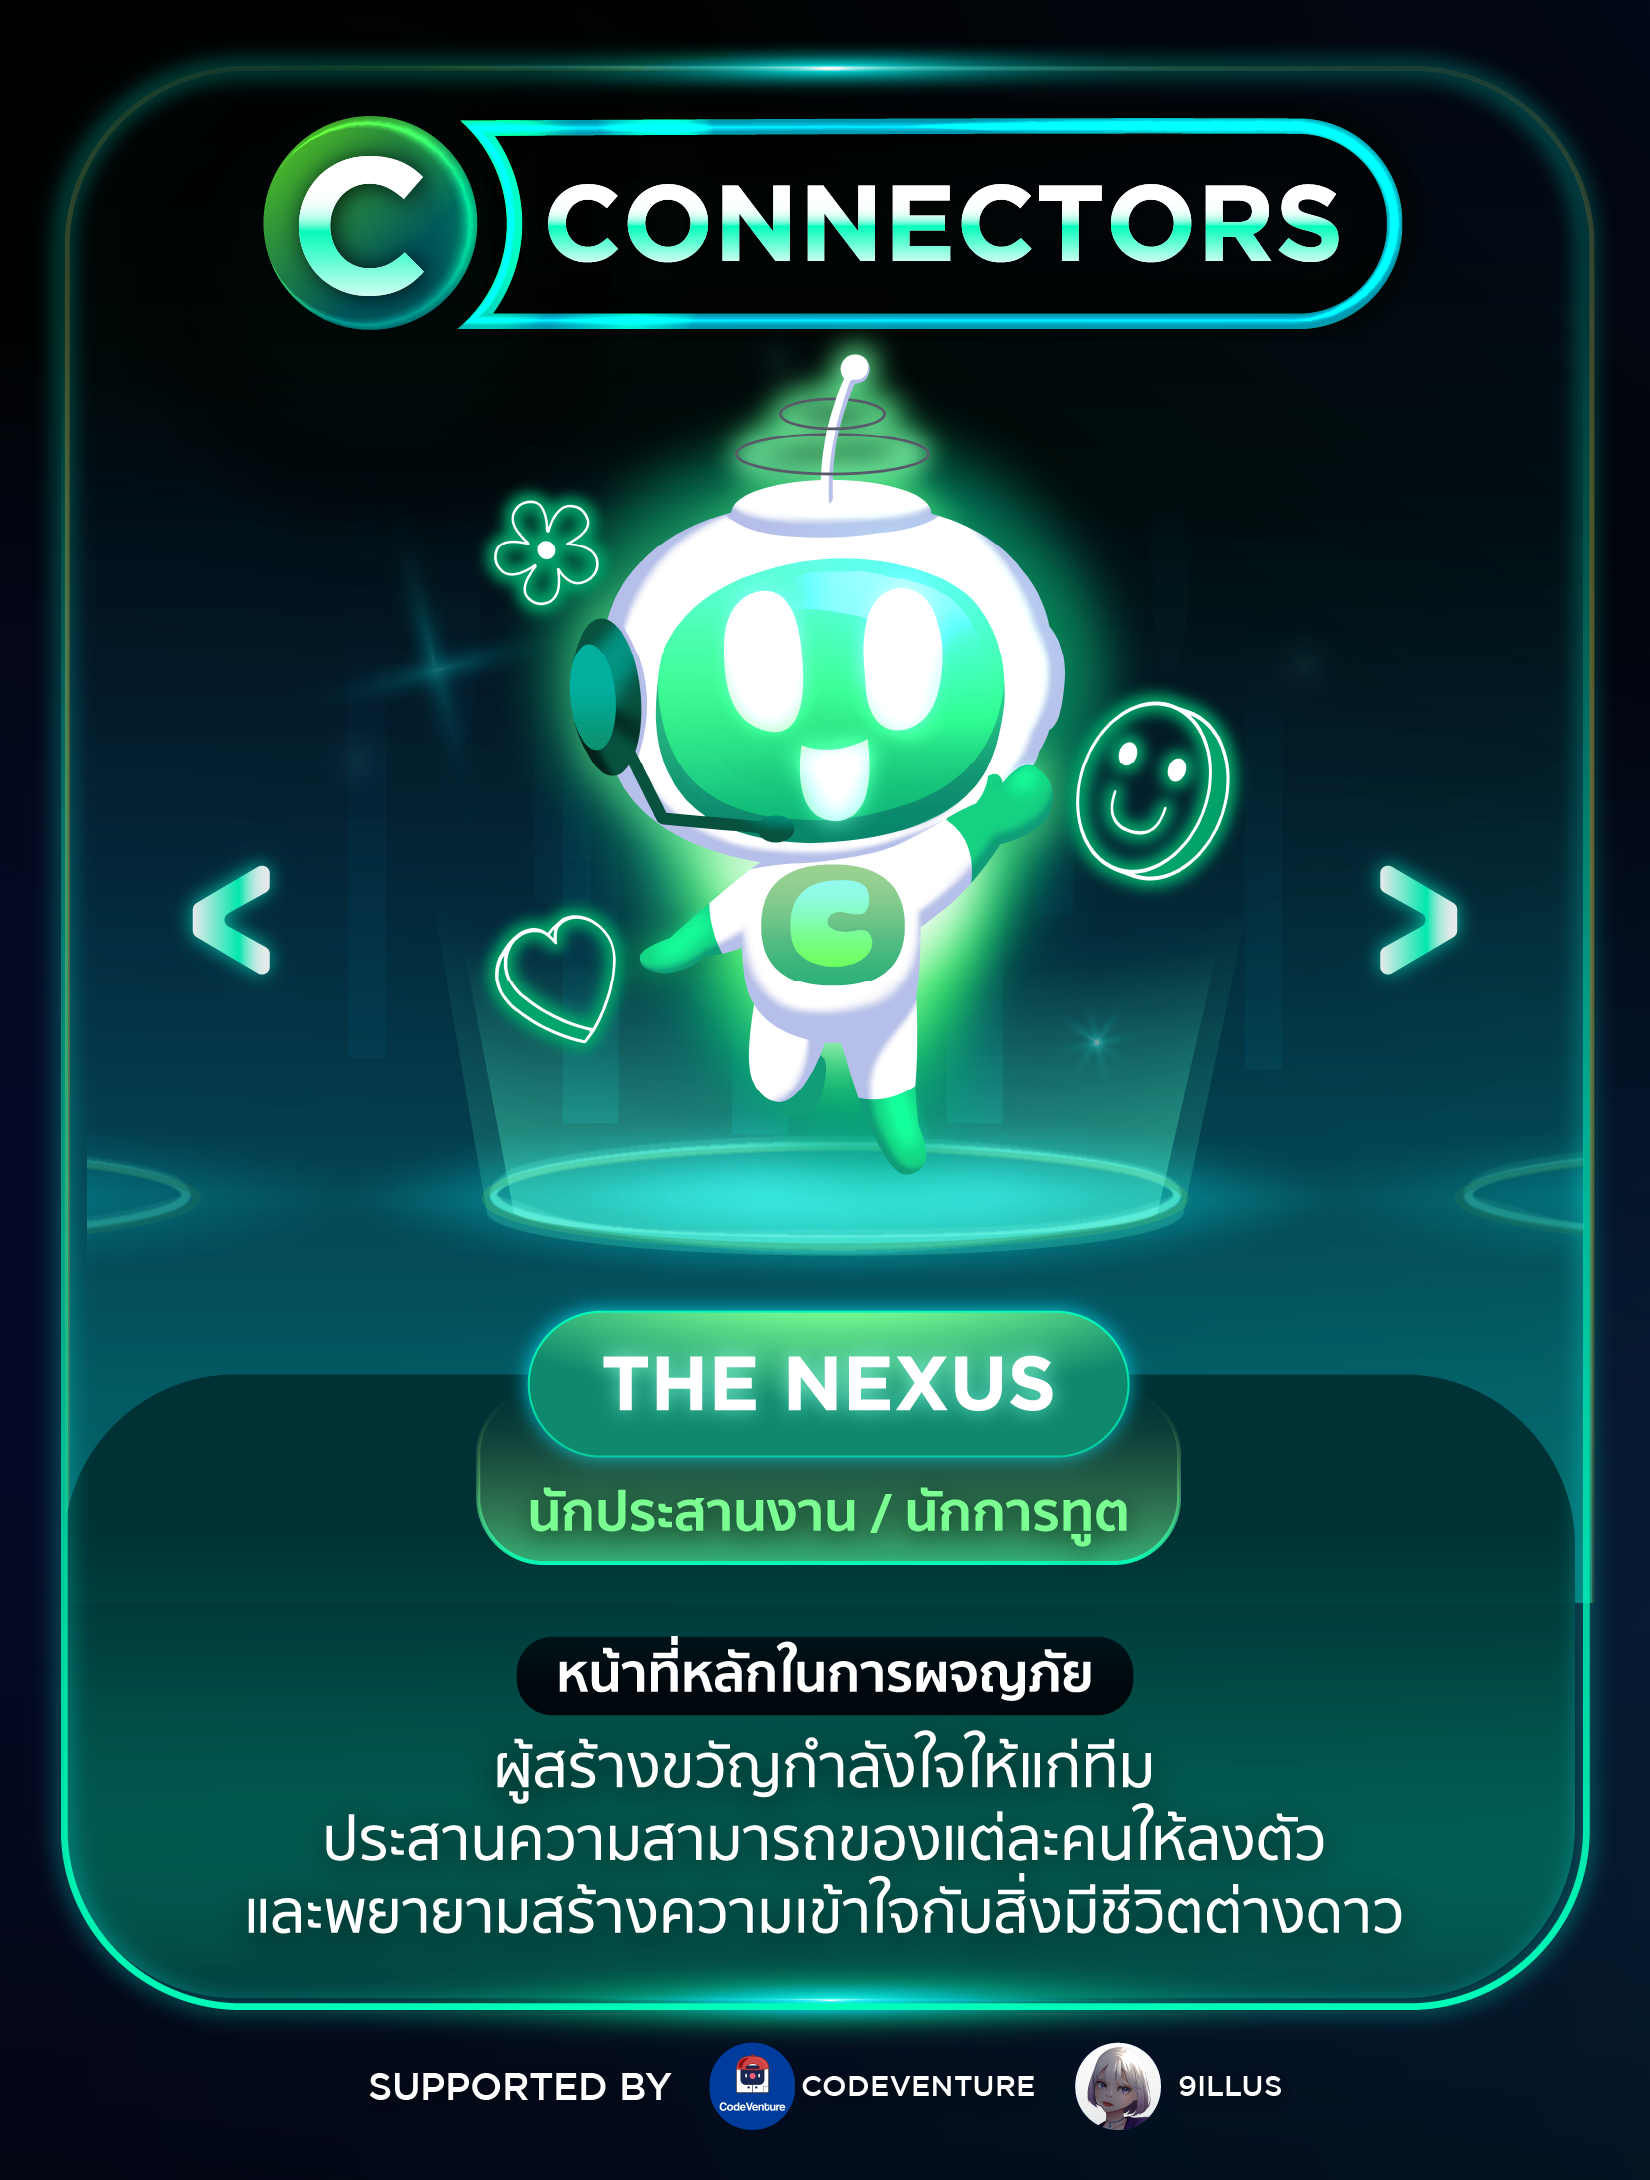 C CONNECTORS
C
< >
THE NEXUS
นักประสานงาน / นักการทูต
หน้าที่หลักในการผจญภัย
ผู้สร้างขวัญกำลังใจให้แก่ทีม
ประสานความสามารถของแต่ละคนให้ลงตัว
และพยายามสร้างความเข้าใจกับสิ่งมีชีวิตต่างดาว
SUPPORTED BY CodeVenture CODEVENTURE 9ILLUS